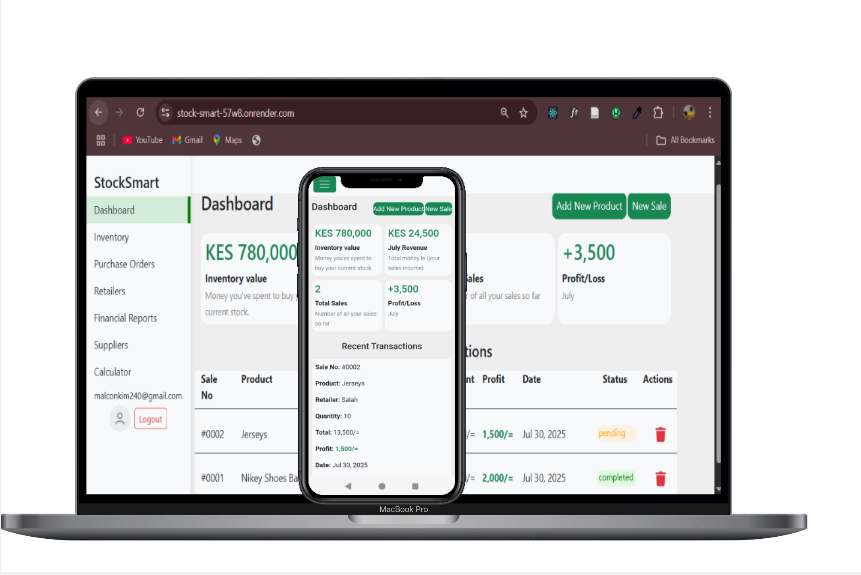 stock-smart-57w8.onrender.com
YouTube
Gmail
Maps
All Bookmarks
StockSmart
Dashboard
Inventory
Purchase Orders
Retailers
Financial Reports
Suppliers
Calculator
malconkim240@gmail.com
Logout
Dashboard
Add New Product
New Sale
KES 780,000
Inventory value
Money you've spent to buy
current stock.
ales
r of all your sales so far
+3,500
Profit/Loss
July
tions
Sale No
Product
nt
Profit
Date
Status
Actions
#0002
Jerseys
/=
1,500/=
Jul 30, 2025
pending
#0001
Nikey Shoes Ba
/=
2,000/=
Jul 30, 2025
completed
Dashboard
Add New Product
New Sale
KES 780,000
Inventory value
Money you've spent to
buy your current stock.
KES 24,500
July Revenue
Total money in (your
sales income)
2
Total Sales
Number of all your sales
so far
+3,500
Profit/Loss
July
Recent Transactions
Sale No: #0002
Product: Jerseys
Retailer: Salah
Quantity: 10
Total: 13,500/=
Profit: 1,500/=
Date: Jul 30, 2025
MacBook Pro